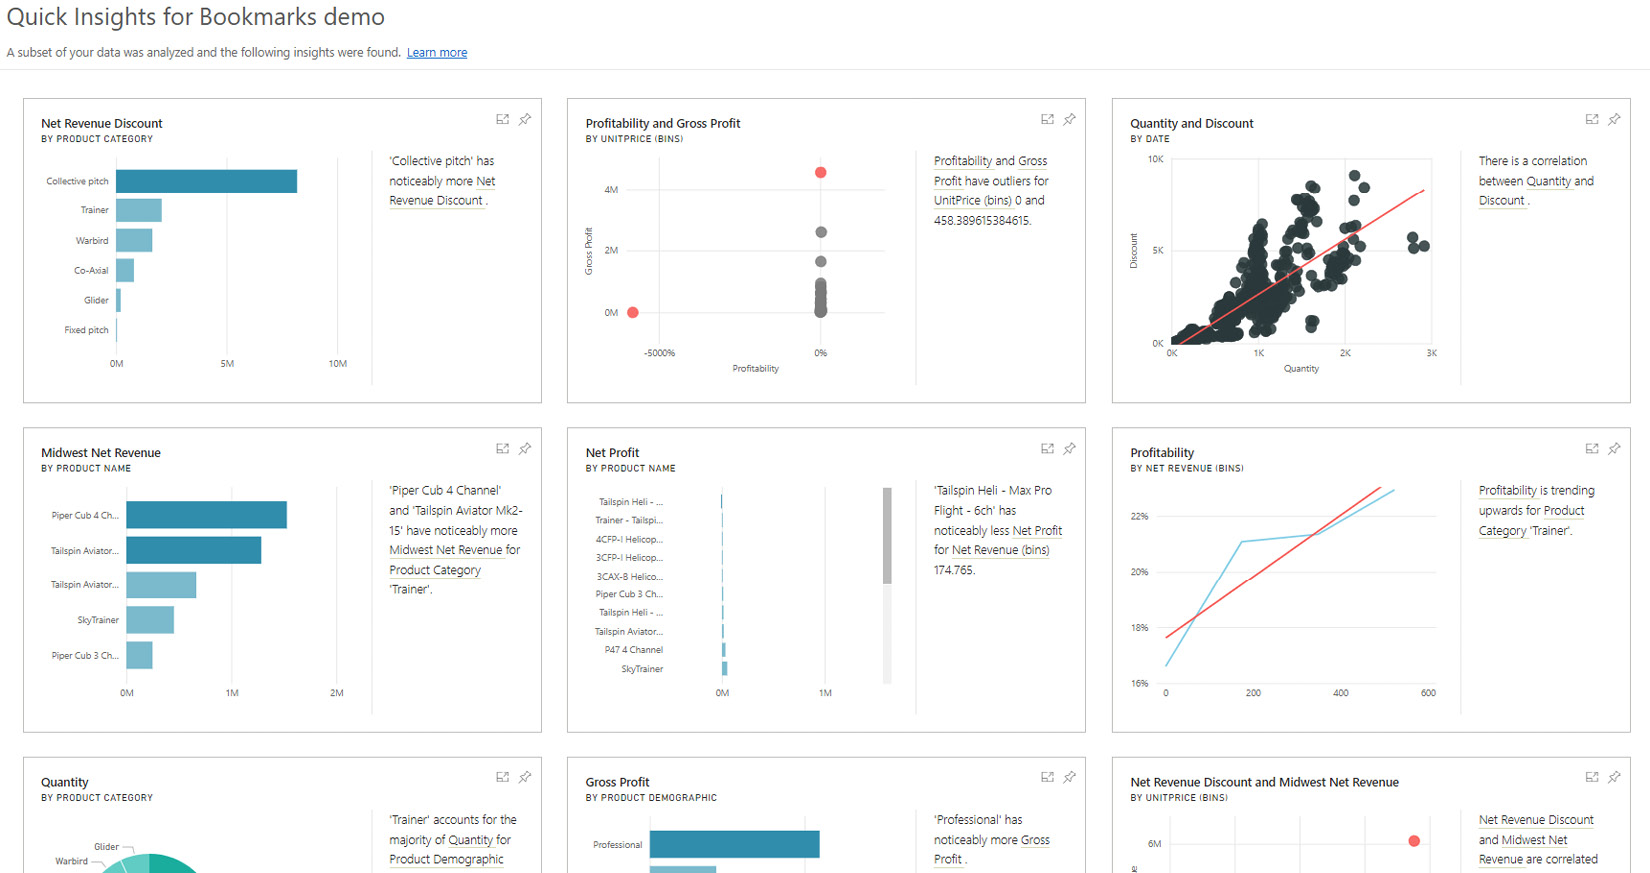 Quick Insights for Bookmarks demo
A subset of your data was analyzed and the following insights were found. Learn more
Net Revenue Discount
BY PRODUCT CATEGORY
Collective pitch
Trainer
Warbird
Co-Axial
Glider
Fixed pitch
0M 5M 10M
'Collective pitch' has
noticeably more Net
Revenue Discount .
Profitability and Gross Profit
BY UNITPRICE (BINS)
Gross Profit
4M
2M
0M
-5000% 0%
Profitability
Profitability and Gross
Profit have outliers for
UnitPrice (bins) 0 and
458.389615384615.
Quantity and Discount
BY DATE
Discount
10K
5K
0K
0K 1K 2K 3K
Quantity
There is a correlation
between Quantity and
Discount .
Midwest Net Revenue
BY PRODUCT NAME
Piper Cub 4 Ch...
Tailspin Aviator...
Tailspin Aviator...
SkyTrainer
Piper Cub 3 Ch...
0M 1M 2M
'Piper Cub 4 Channel'
and 'Tailspin Aviator Mk2-
15' have noticeably more
Midwest Net Revenue for
Product Category
'Trainer'.
Net Profit
BY PRODUCT NAME
Tailspin Heli - ...
Trainer - Tailspi...
4CFP-I Helicop...
3CFP-I Helicop...
3CAX-B Helico...
Piper Cub 3 Ch...
Tailspin Heli - ...
Tailspin Aviator...
P47 4 Channel
SkyTrainer
0M 1M
'Tailspin Heli - Max Pro
Flight - 6ch' has
noticeably less Net Profit
for Net Revenue (bins)
174.765.
Profitability
BY NET REVENUE (BINS)
22%
20%
18%
16%
0 200 400 600
Profitability is trending
upwards for Product
Category 'Trainer'.
Quantity
BY PRODUCT CATEGORY
Glider
Warbird
'Trainer' accounts for the
majority of Quantity for
Product Demographic
Gross Profit
BY PRODUCT DEMOGRAPHIC
Professional
'Professional' has
noticeably more Gross
Profit .
Net Revenue Discount and Midwest Net Revenue
BY UNITPRICE (BINS)
6M
Net Revenue Discount
and Midwest Net
Revenue are correlated